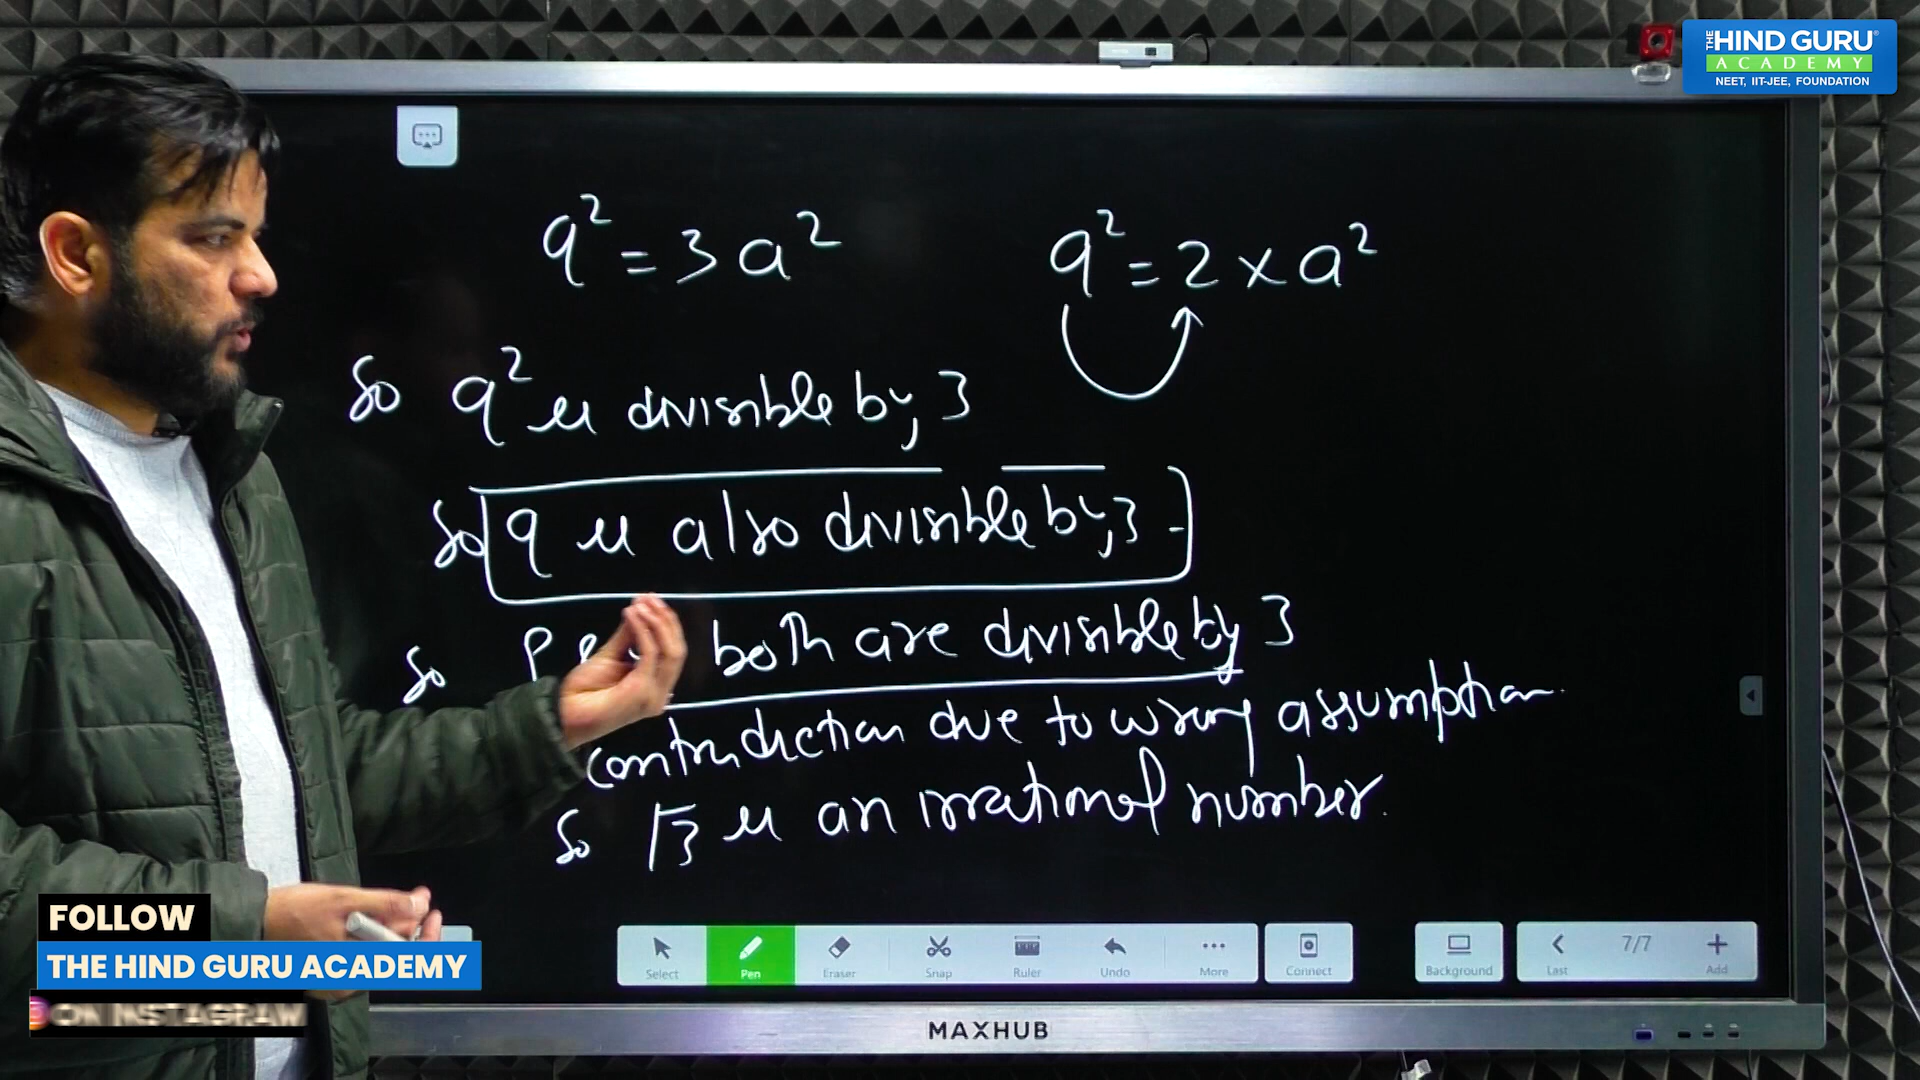 THE HIND GURU®
ACADEMY
NEET, IIT-JEE, FOUNDATION
q² = 3a²
q² = 2 × a²
So q² is divisible by 3
So q is also divisible by 3 -
So P both are divisible by 3
contradiction due to wrong assumption.
So √3 is an irrational number.
FOLLOW
THE HIND GURU ACADEMY
ON INSTAGRAM
Select
Pen
Eraser
Snap
Ruler
Undo
More
Connect
Background
Last
7/7
Add
MAXHUB